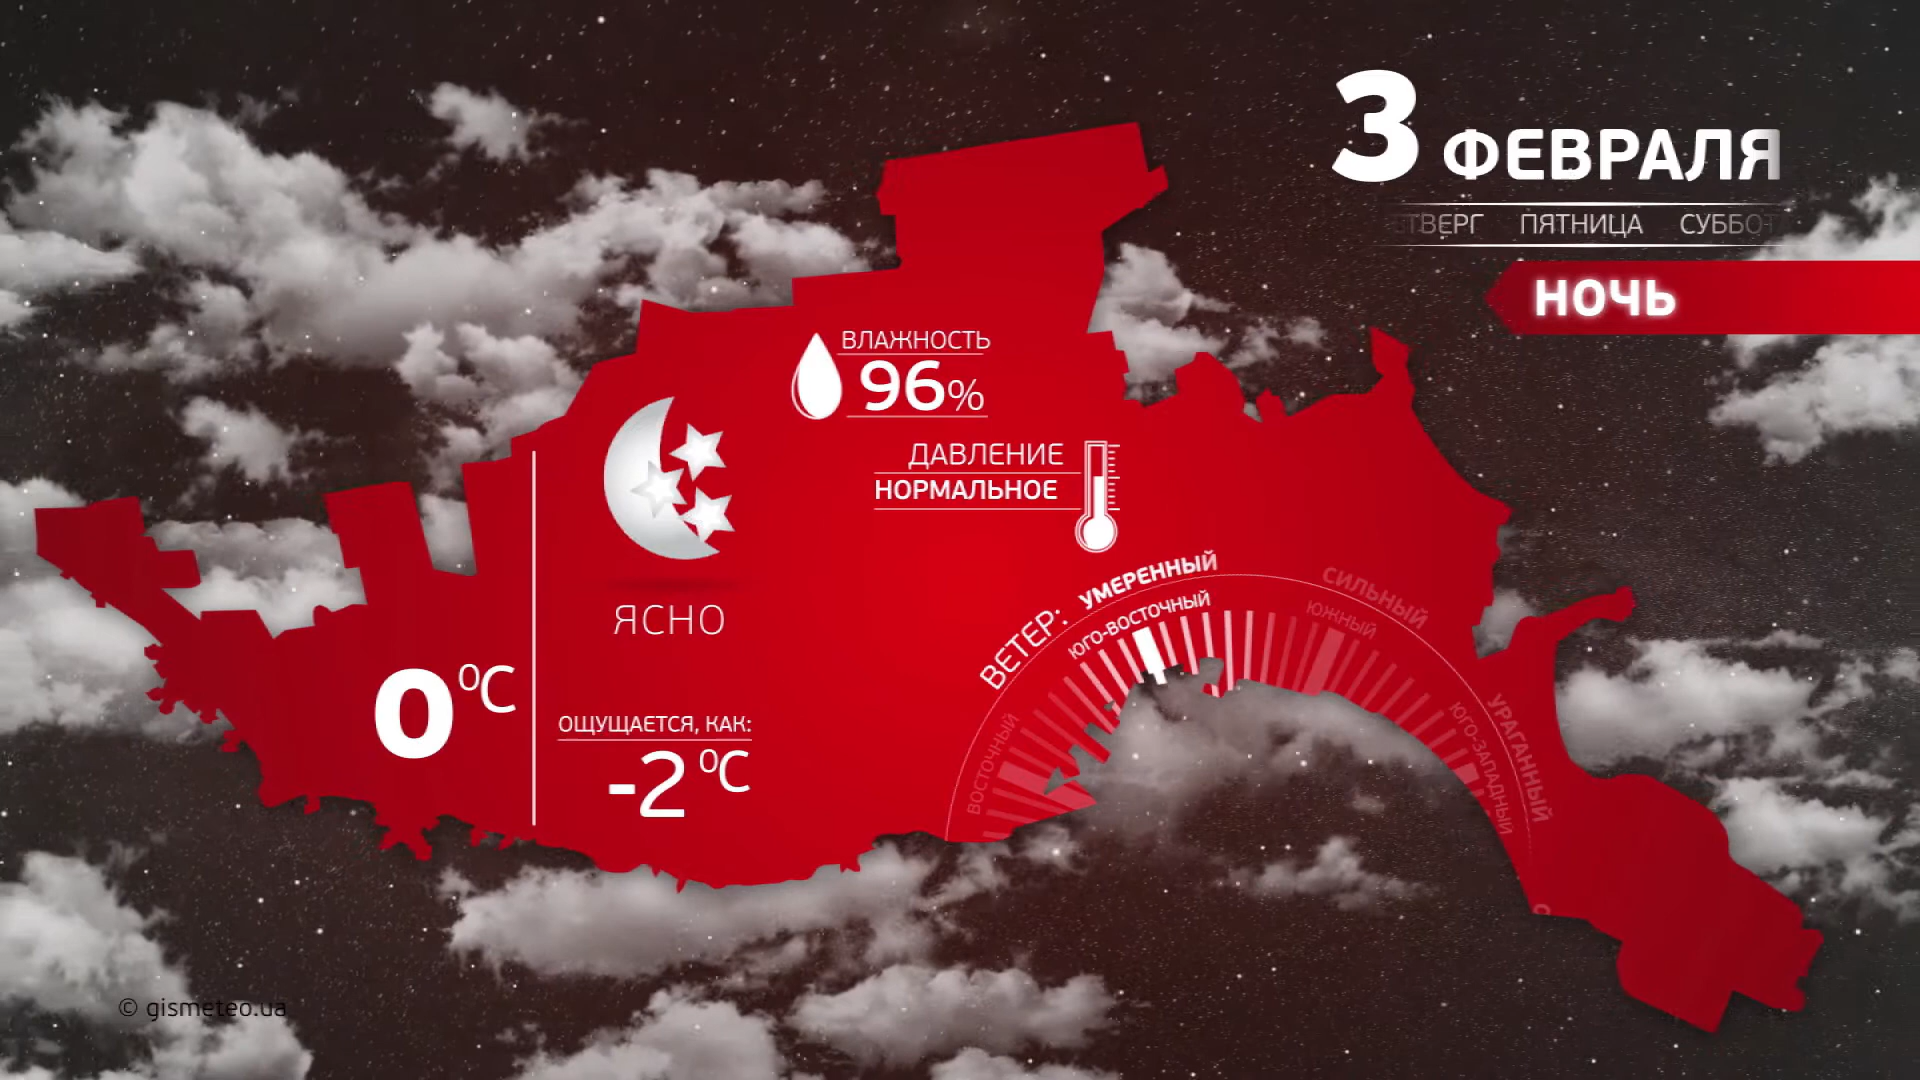 3 ФЕВРАЛЯ
ПЯТНИЦА
НОЧЬ
ВЛАЖНОСТЬ
96%
ДАВЛЕНИЕ
НОРМАЛЬНОЕ
ЯСНО
0°C
ОЩУЩАЕТСЯ, КАК:
-2°C
ВЕТЕР: УМЕРЕННЫЙ СИЛЬНЫЙ УРАГАННЫЙ
ВОСТОЧНЫЙ ЮГО-ВОСТОЧНЫЙ ЮЖНЫЙ ЮГО-ЗАПАДНЫЙ
© gismeteo.ua